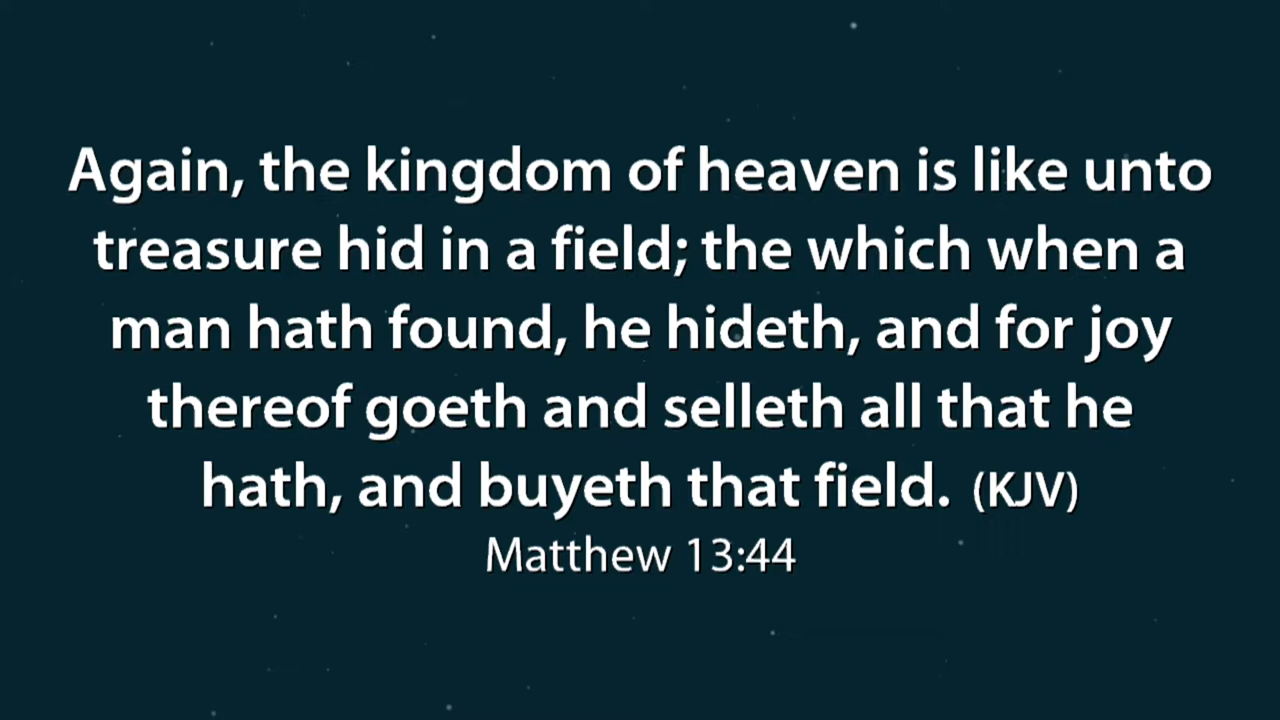 Again, the kingdom of heaven is like unto
treasure hid in a field; the which when a
man hath found, he hideth, and for joy
thereof goeth and selleth all that he
hath, and buyeth that field. (KJV)
Matthew 13:44